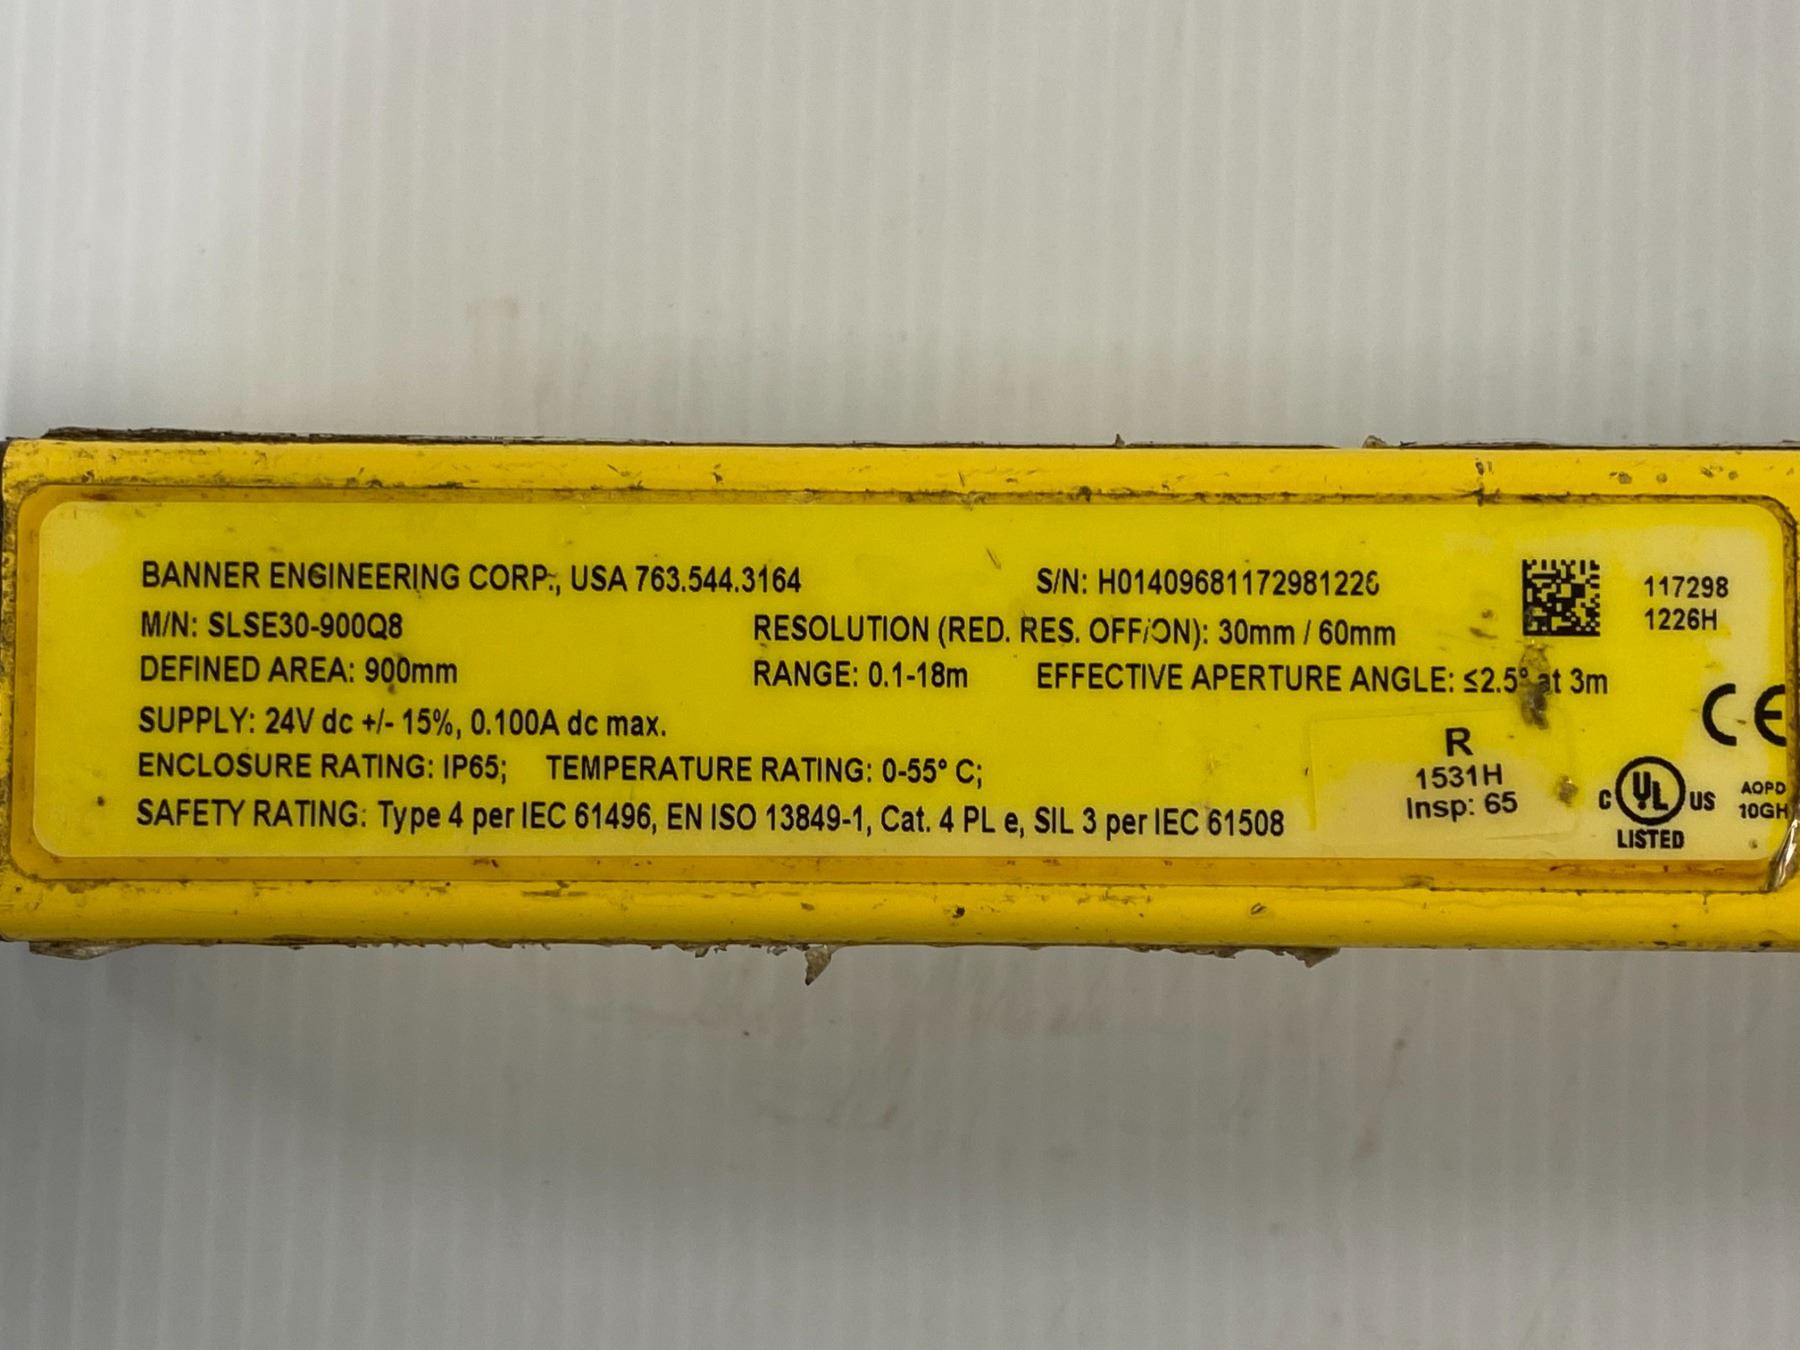 BANNER ENGINEERING CORP., USA 763.544.3164
S/N: H01409681172981226
M/N: SLSE30-900Q8
RESOLUTION (RED. RES. OFF/ON): 30mm / 60mm
DEFINED AREA: 900mm
RANGE: 0.1-18m
EFFECTIVE APERTURE ANGLE: ≤2.5° at 3m
SUPPLY: 24V dc +/- 15%, 0.100A dc max.
ENCLOSURE RATING: IP65; TEMPERATURE RATING: 0-55° C;
SAFETY RATING: Type 4 per IEC 61496, EN ISO 13849-1, Cat. 4 PL e, SIL 3 per IEC 61508
117298
1226H
CE
R
1531H
Insp: 65
C UL US
LISTED
AOPD
10GH